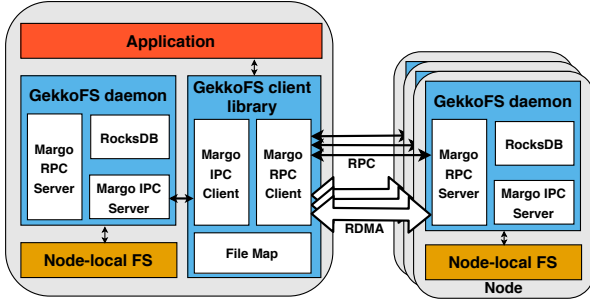 Application
GekkoFS daemon
Margo
RPC
Server
RocksDB
Margo IPC
Server
Node-local FS
GekkoFS client
library
Margo
IPC
Client
Margo
RPC
Client
File Map
RPC
RDMA
GekkoFS daemon
Margo
RPC
Server
RocksDB
Margo IPC
Server
Node-local FS
Node